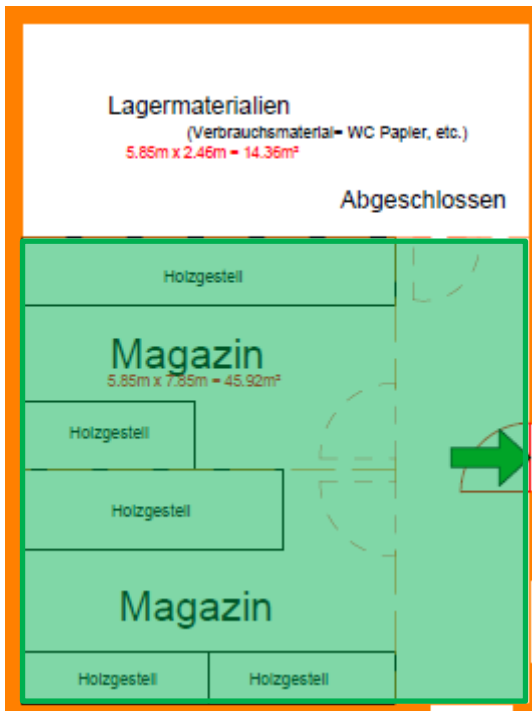 Lagermaterialien
(Verbrauchsmaterial= WC Papier, etc.)
5.85m x 2.46m = 14.36m²
Abgeschlossen
Holzgestell
Magazin
5.85m x 7.85m = 45.92m²
Holzgestell
Holzgestell
Magazin
Holzgestell Holzgestell